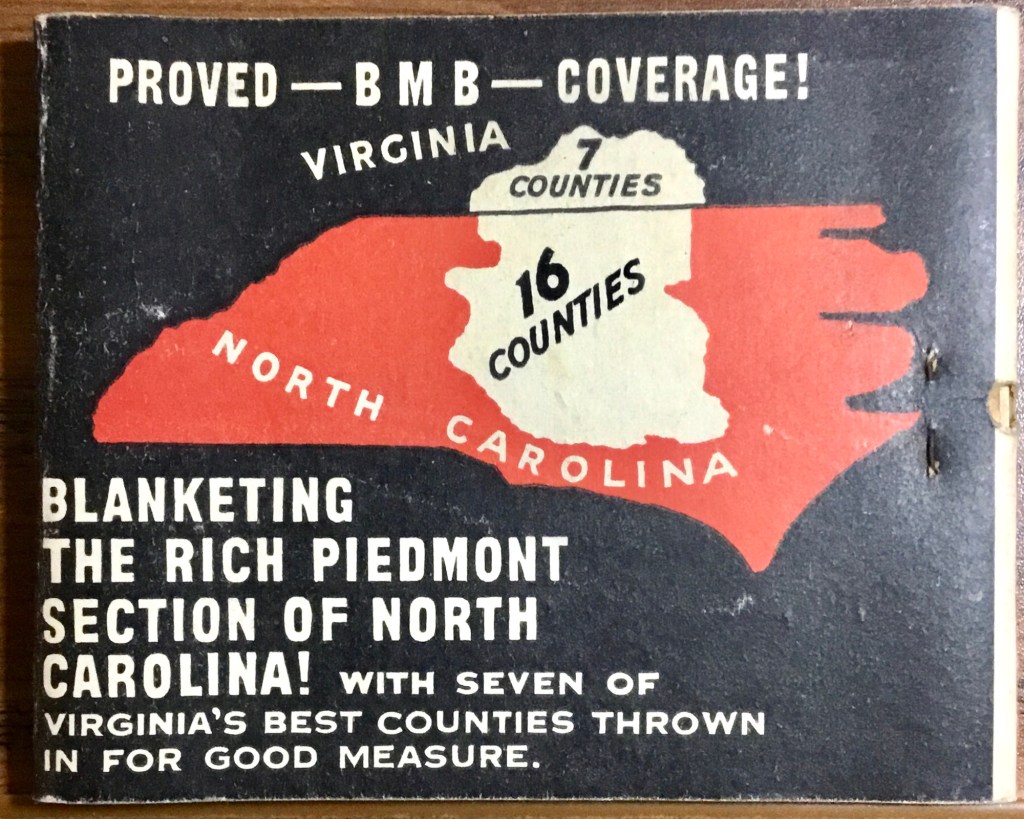 PROVED — B M B — COVERAGE!
VIRGINIA
7
COUNTIES
16
COUNTIES
NORTH CAROLINA
BLANKETING
THE RICH PIEDMONT
SECTION OF NORTH
CAROLINA! WITH SEVEN OF
VIRGINIA'S BEST COUNTIES THROWN
IN FOR GOOD MEASURE.